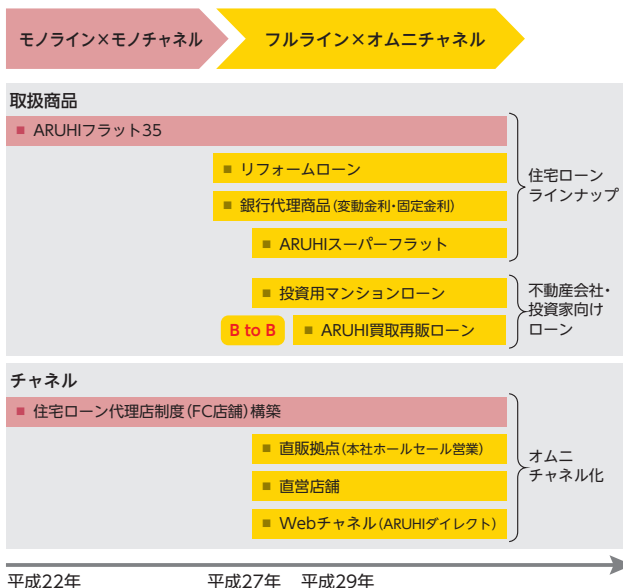 モノライン×モノチャネル
フルライン×オムニチャネル
取扱商品
■ ARUHIフラット35
■ リフォームローン
■ 銀行代理商品(変動金利・固定金利)
■ ARUHIスーパーフラット
住宅ローン
ラインナップ
■ 投資用マンションローン
B to B
■ ARUHI買取再販ローン
不動産会社・
投資家向け
ローン
チャネル
■ 住宅ローン代理店制度(FC店舗)構築
■ 直販拠点(本社ホールセール営業)
■ 直営店舗
■ Webチャネル(ARUHIダイレクト)
オムニ
チャネル化
平成22年
平成27年
平成29年